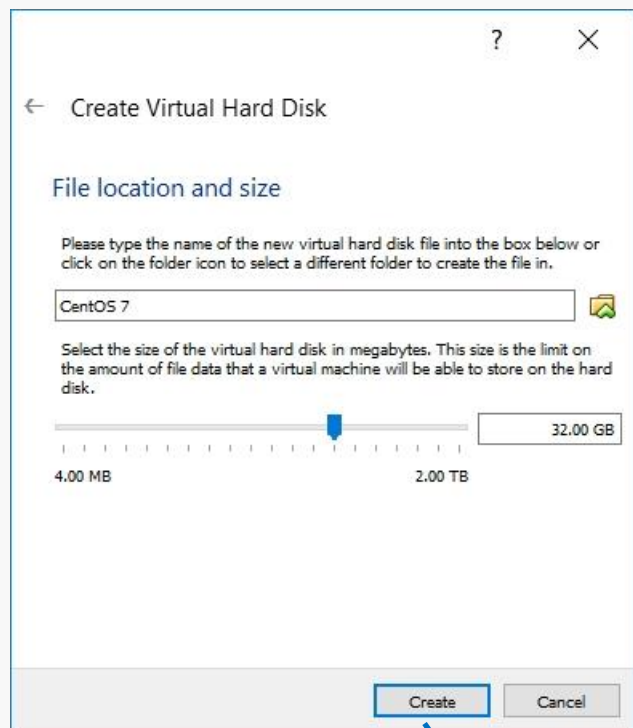 ?
← Create Virtual Hard Disk
File location and size
Please type the name of the new virtual hard disk file into the box below or
click on the folder icon to select a different folder to create the file in.
CentOS 7
Select the size of the virtual hard disk in megabytes. This size is the limit on
the amount of file data that a virtual machine will be able to store on the hard
disk.
32.00 GB
4.00 MB 2.00 TB
Create Cancel